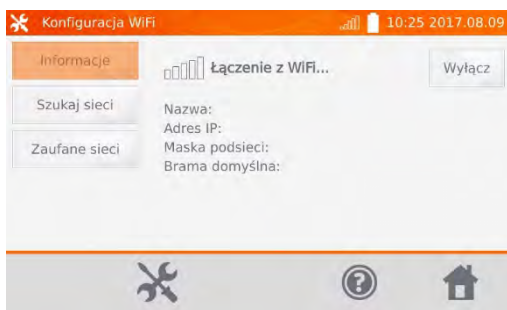 Konfiguracja WiFi 10:25 2017.08.09
Informacje
Łączenie z WiFi...
Wyłącz
Szukaj sieci
Nazwa:
Adres IP:
Zaufane sieci
Maska podsieci:
Brama domyślna: